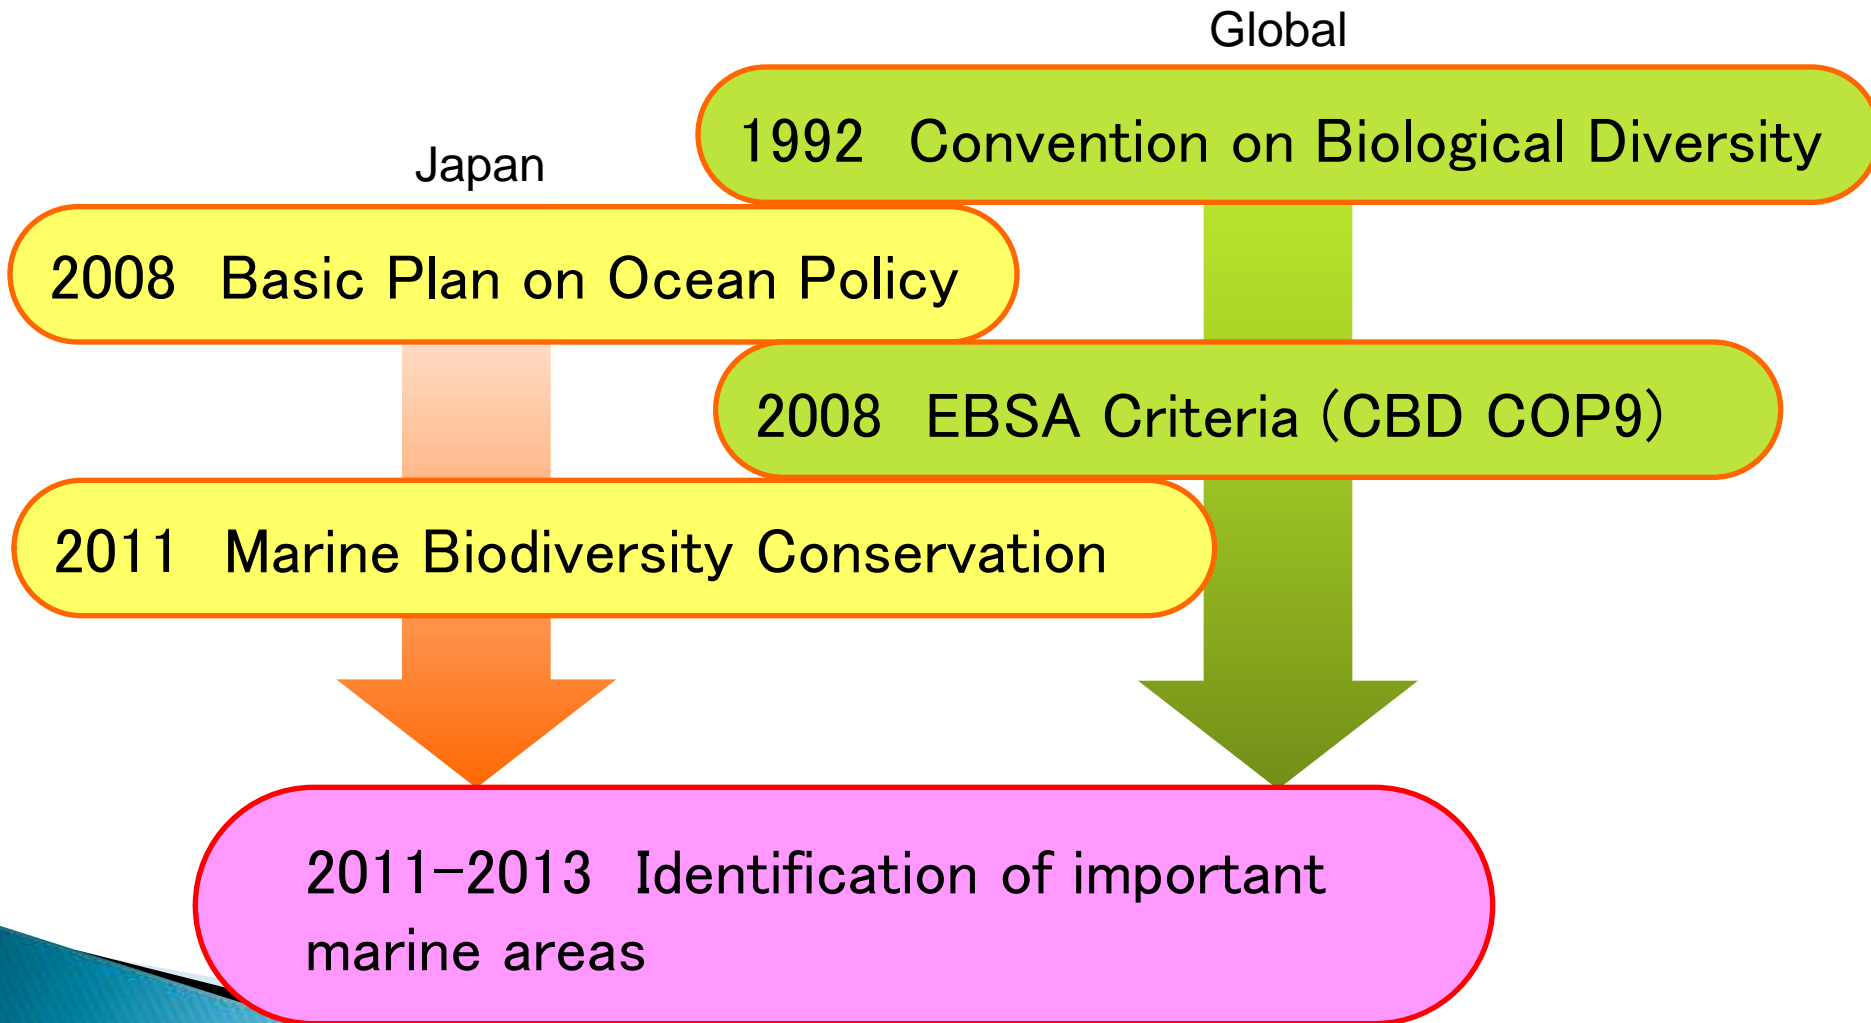 Global
1992 Convention on Biological Diversity
Japan
2008 Basic Plan on Ocean Policy
2008 EBSA Criteria (CBD COP9)
2011 Marine Biodiversity Conservation
2011-2013 Identification of important
marine areas